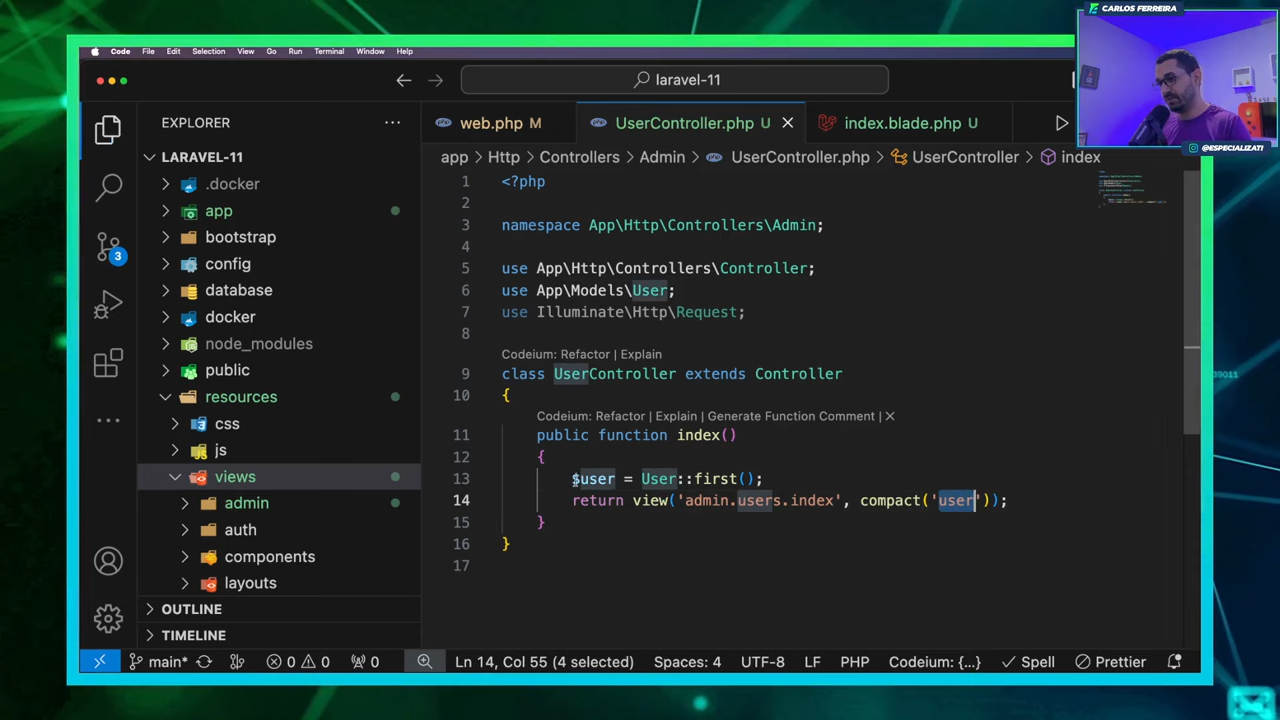 CARLOS FERREIRA
Code File Edit Selection View Go Run Terminal Window Help
laravel-11
EXPLORER
web.php M
UserController.php U
index.blade.php U
@ESPECIALIZATI
app > Http > Controllers > Admin > UserController.php > UserController > index
LARAVEL-11
.docker
app
bootstrap
config
database
docker
node_modules
public
resources
css
js
views
admin
auth
components
layouts
OUTLINE
TIMELINE
3
1 <?php
2
3 namespace App\Http\Controllers\Admin;
4
5 use App\Http\Controllers\Controller;
6 use App\Models\User;
7 use Illuminate\Http\Request;
8
Codeium: Refactor | Explain
9 class UserController extends Controller
10 {
Codeium: Refactor | Explain | Generate Function Comment | ×
11 public function index()
12 {
13 $user = User::first();
14 return view('admin.users.index', compact('user'));
15 }
16 }
17
main* 0 0 0 Ln 14, Col 55 (4 selected) Spaces: 4 UTF-8 LF PHP Codeium: {...} Spell Prettier